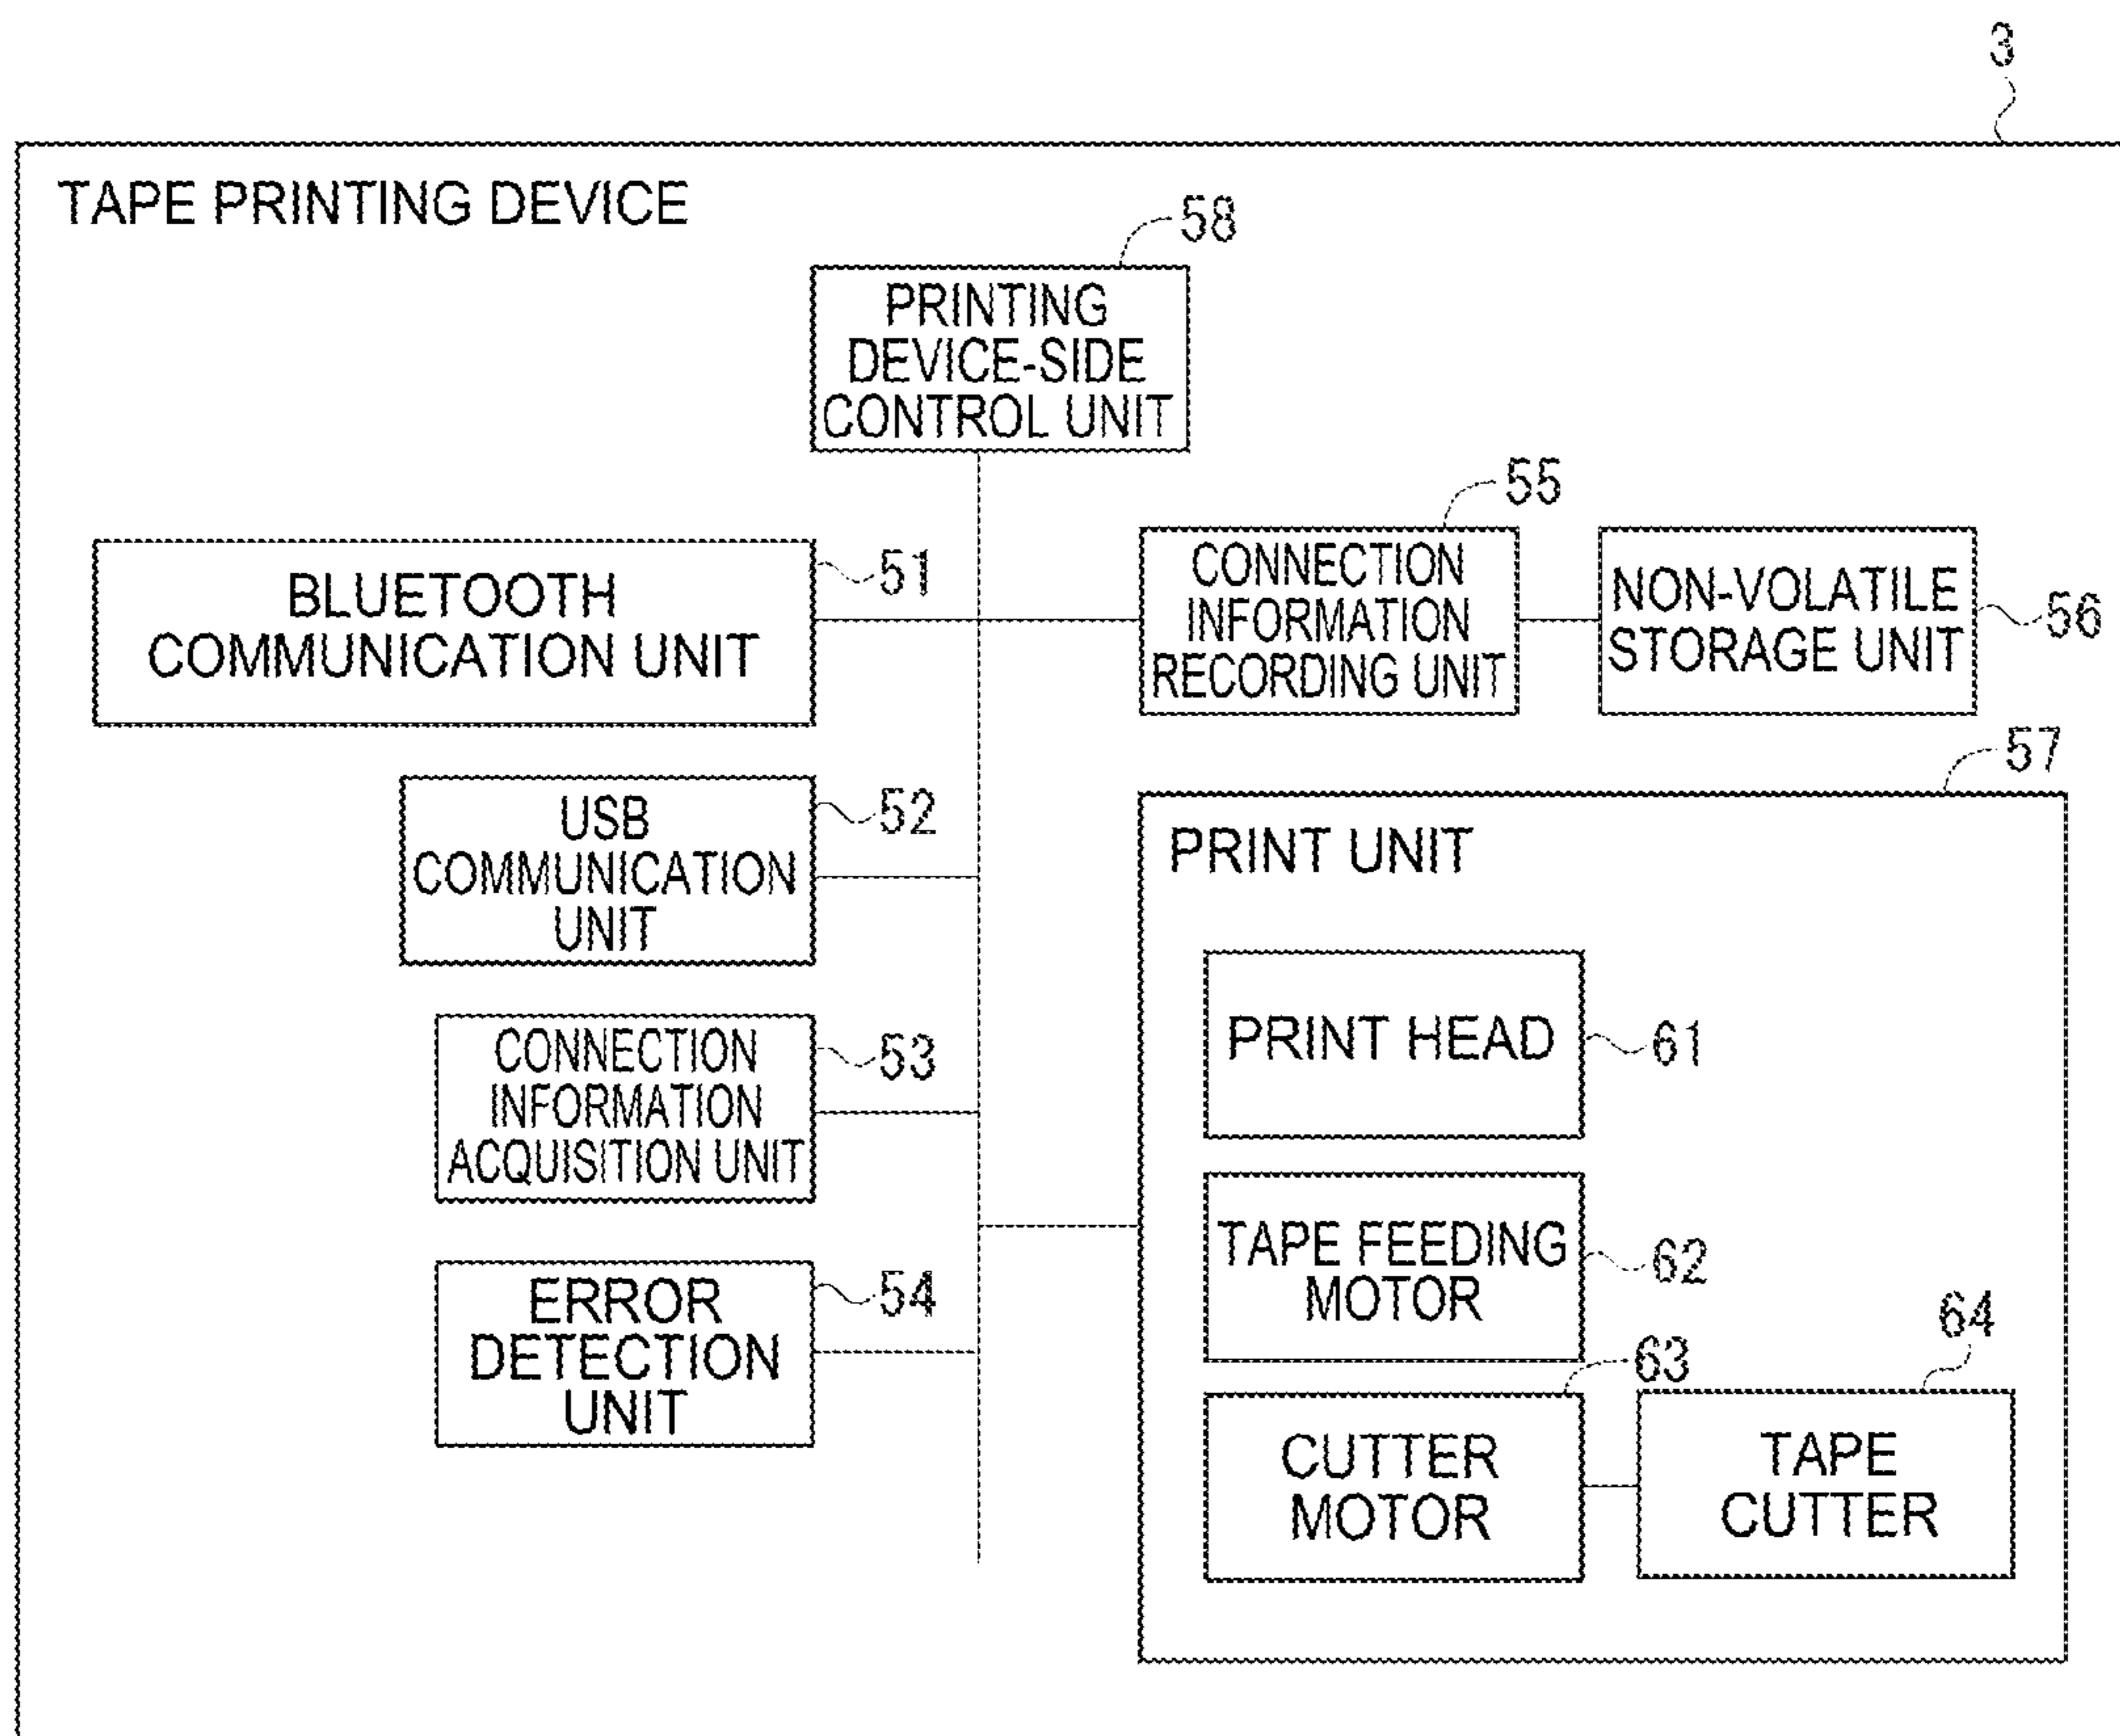 3
TAPE PRINTING DEVICE
58
PRINTING
DEVICE-SIDE
CONTROL UNIT
51
BLUETOOTH
COMMUNICATION UNIT
55
CONNECTION
INFORMATION
RECORDING UNIT
NON-VOLATILE
STORAGE UNIT
56
52
USB
COMMUNICATION
UNIT
57
PRINT UNIT
53
CONNECTION
INFORMATION
ACQUISITION UNIT
PRINT HEAD
61
54
ERROR
DETECTION
UNIT
TAPE FEEDING
MOTOR
62
63
CUTTER
MOTOR
64
TAPE
CUTTER